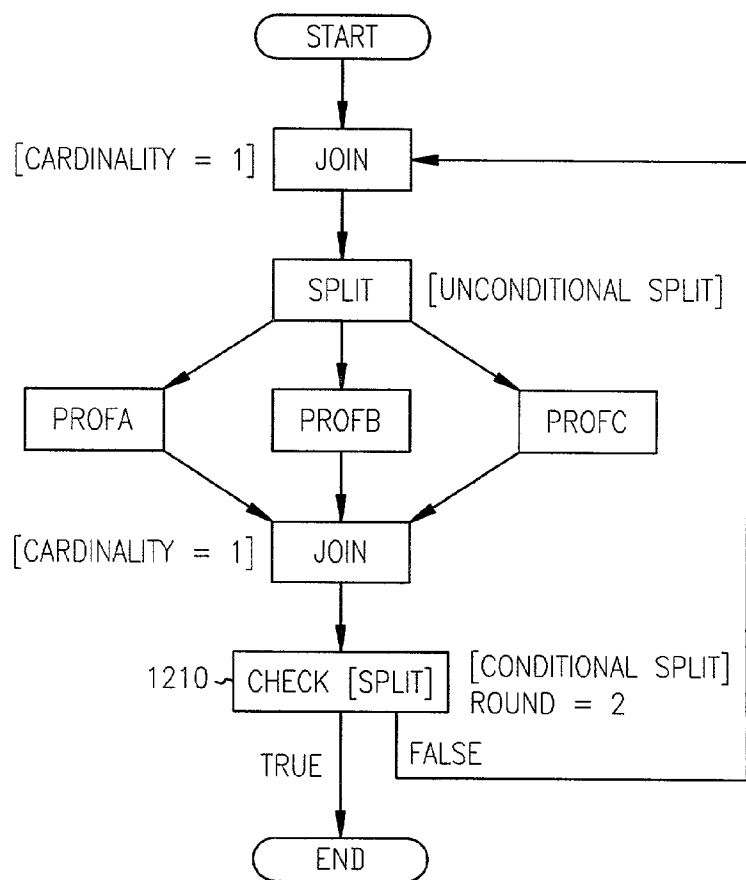 START
[CARDINALITY = 1]
JOIN
SPLIT
[UNCONDITIONAL SPLIT]
PROFA
PROFB
PROFC
[CARDINALITY = 1]
JOIN
1210
CHECK [SPLIT]
[CONDITIONAL SPLIT]
ROUND = 2
TRUE
FALSE
END